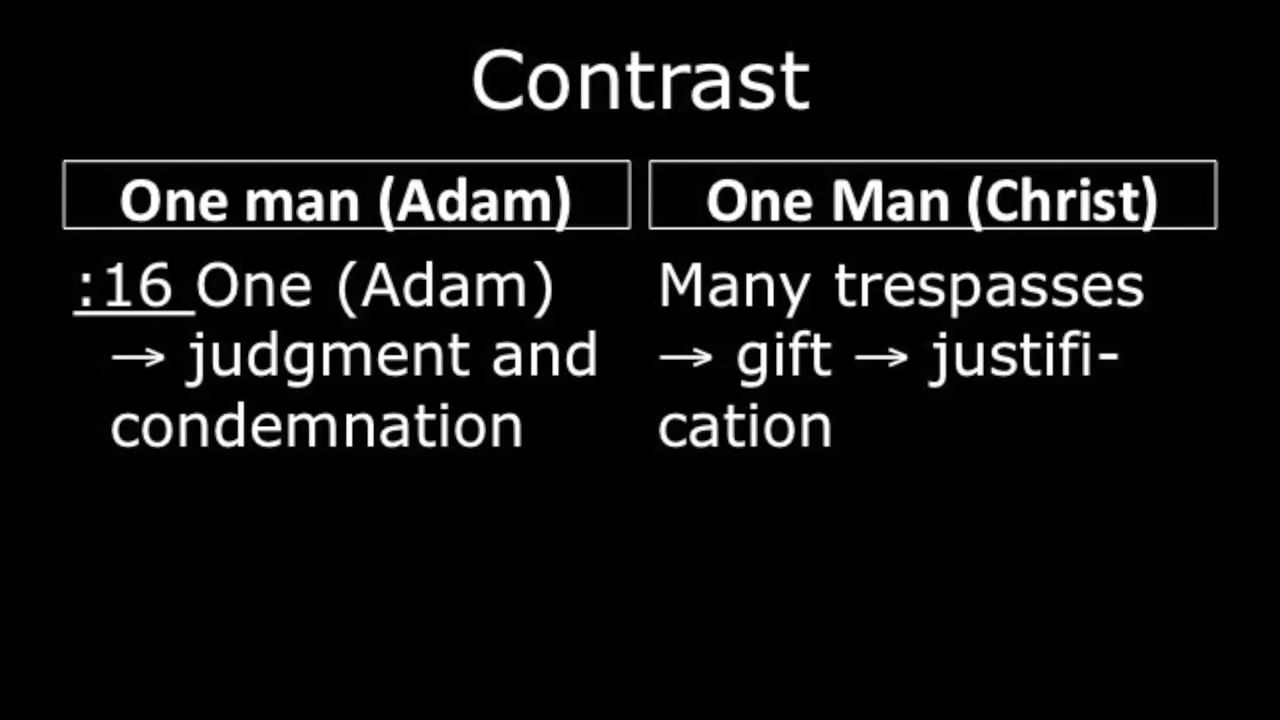 Contrast
One man (Adam)
One Man (Christ)
:16 One (Adam)
→ judgment and
condemnation
Many trespasses
→ gift → justifi-
cation